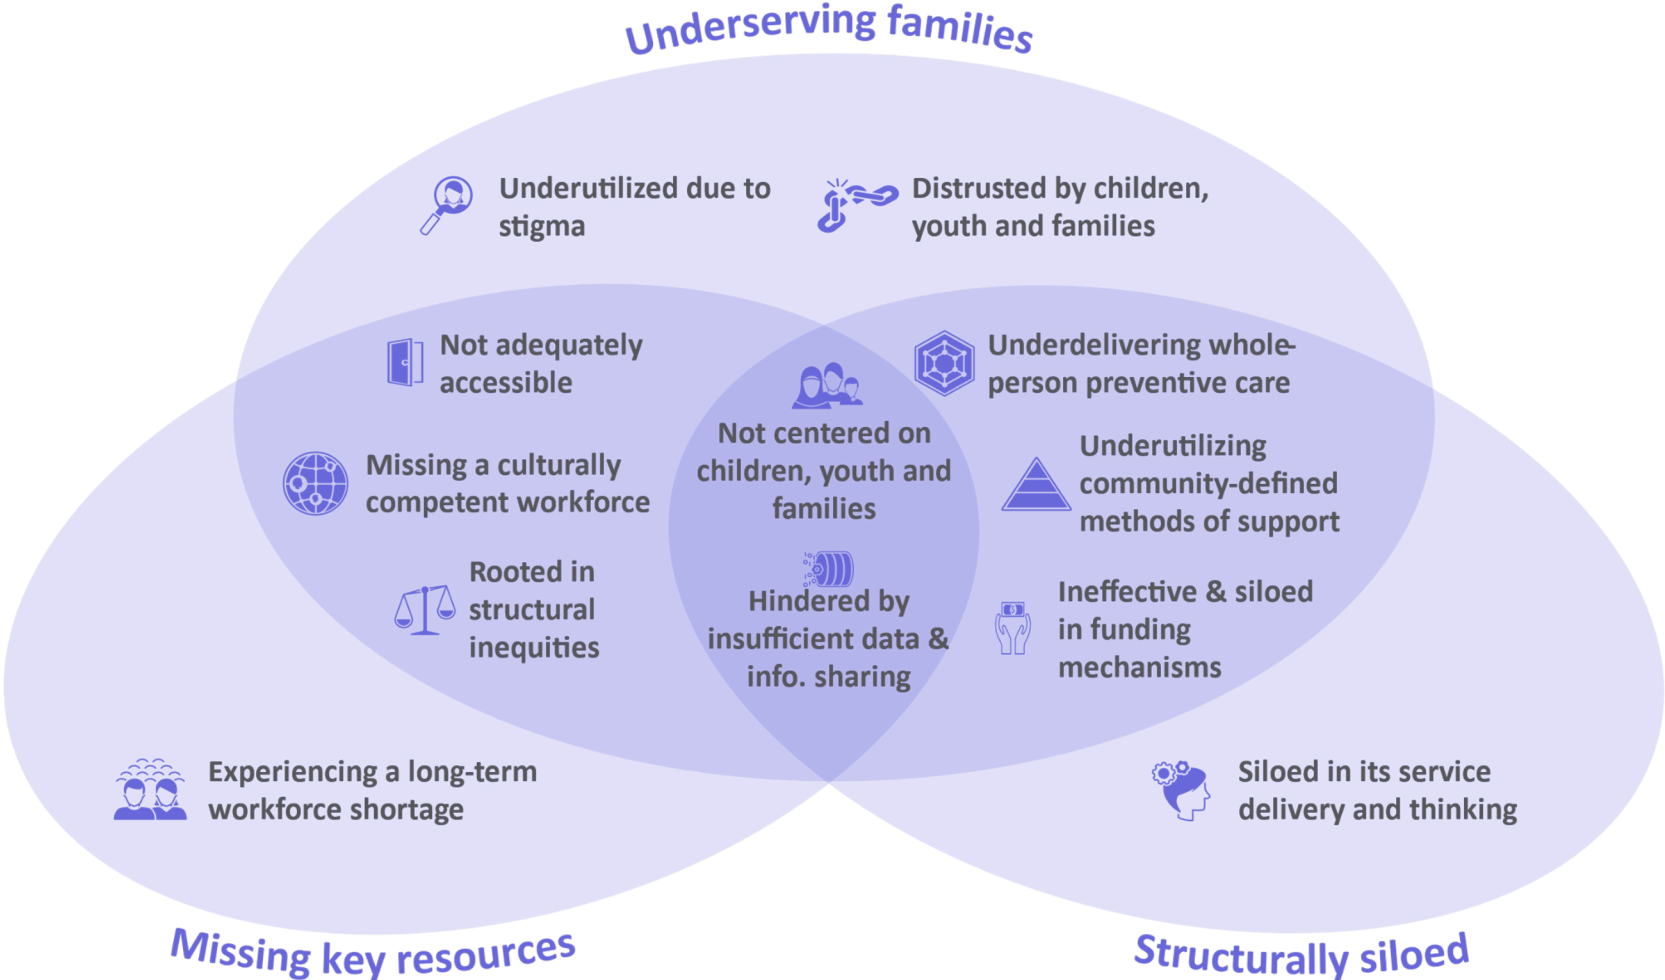 Underserving families
Underutilized due to
stigma
Distrusted by children,
youth and families
Not adequately
accessible
Missing a culturally
competent workforce
Rooted in
structural
inequities
Not centered on
children, youth and
families
Hindered by
insufficient data &
info. sharing
Underdelivering whole-
person preventive care
Underutilizing
community-defined
methods of support
Ineffective & siloed
in funding
mechanisms
Experiencing a long-term
workforce shortage
Siloed in its service
delivery and thinking
Missing key resources
Structurally siloed